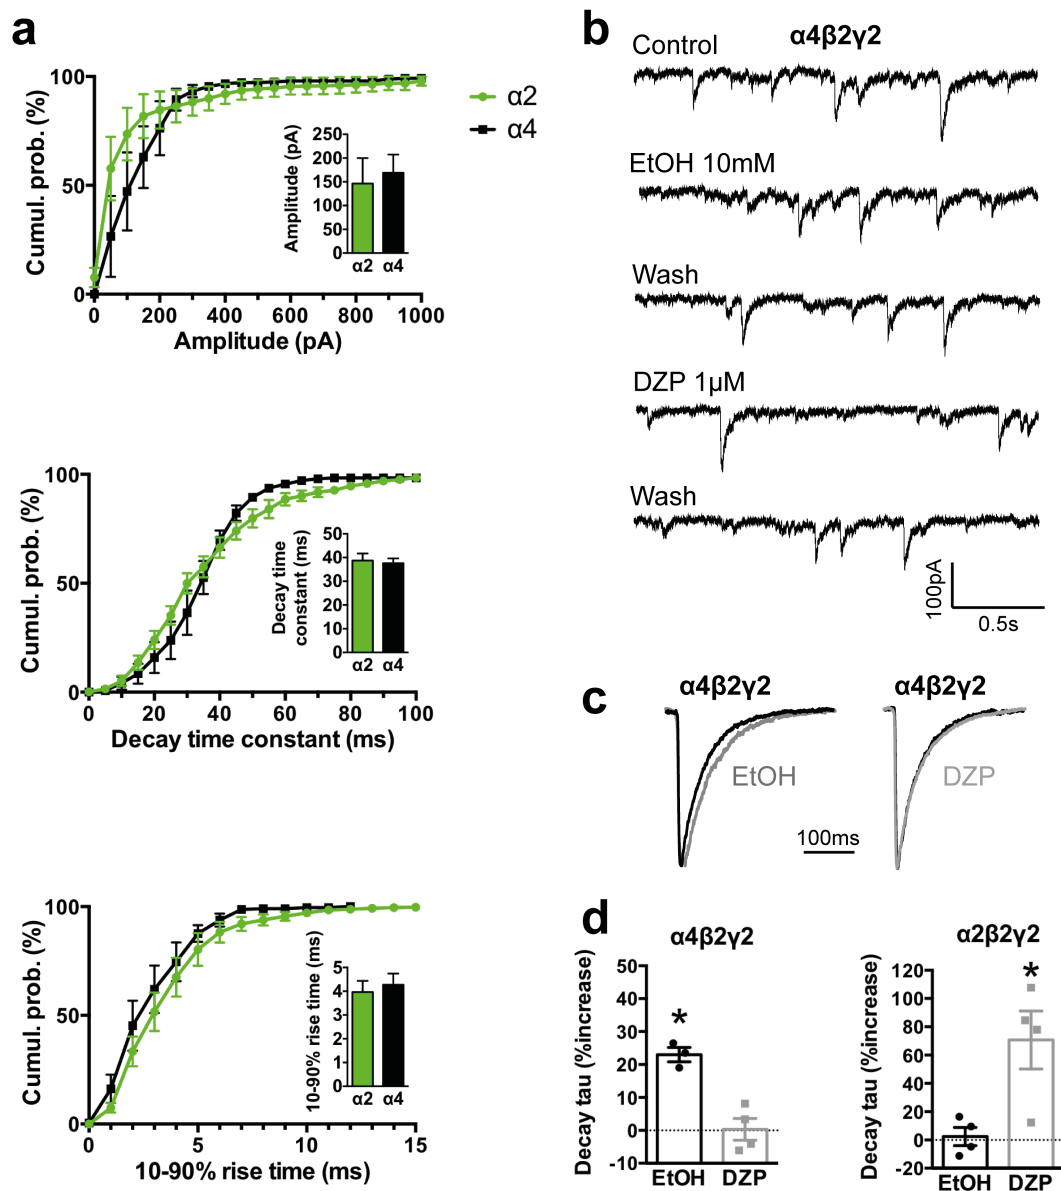 a
100
50
0
Cumul. prob. (%)
0 200 400 600 800 1000
Amplitude (pA)
α2
α4
250
200
150
100
50
0
Amplitude (pA)
α2 α4
100
50
0
Cumul. prob. (%)
0 20 40 60 80 100
Decay time constant (ms)
50
40
30
20
10
0
Decay time
constant (ms)
α2 α4
100
50
0
Cumul. prob. (%)
0 5 10 15
10-90% rise time (ms)
5
4
3
2
1
0
10-90% rise time (ms)
α2 α4
b
α4β2γ2
Control
EtOH 10mM
Wash
DZP 1µM
Wash
100pA
0.5s
c
α4β2γ2
EtOH
α4β2γ2
DZP
100ms
d
α4β2γ2
50
40
30
20
10
0
-10
Decay tau (%increase)
*
EtOH DZP
α2β2γ2
120
100
80
60
40
20
0
-20
Decay tau (%increase)
*
EtOH DZP